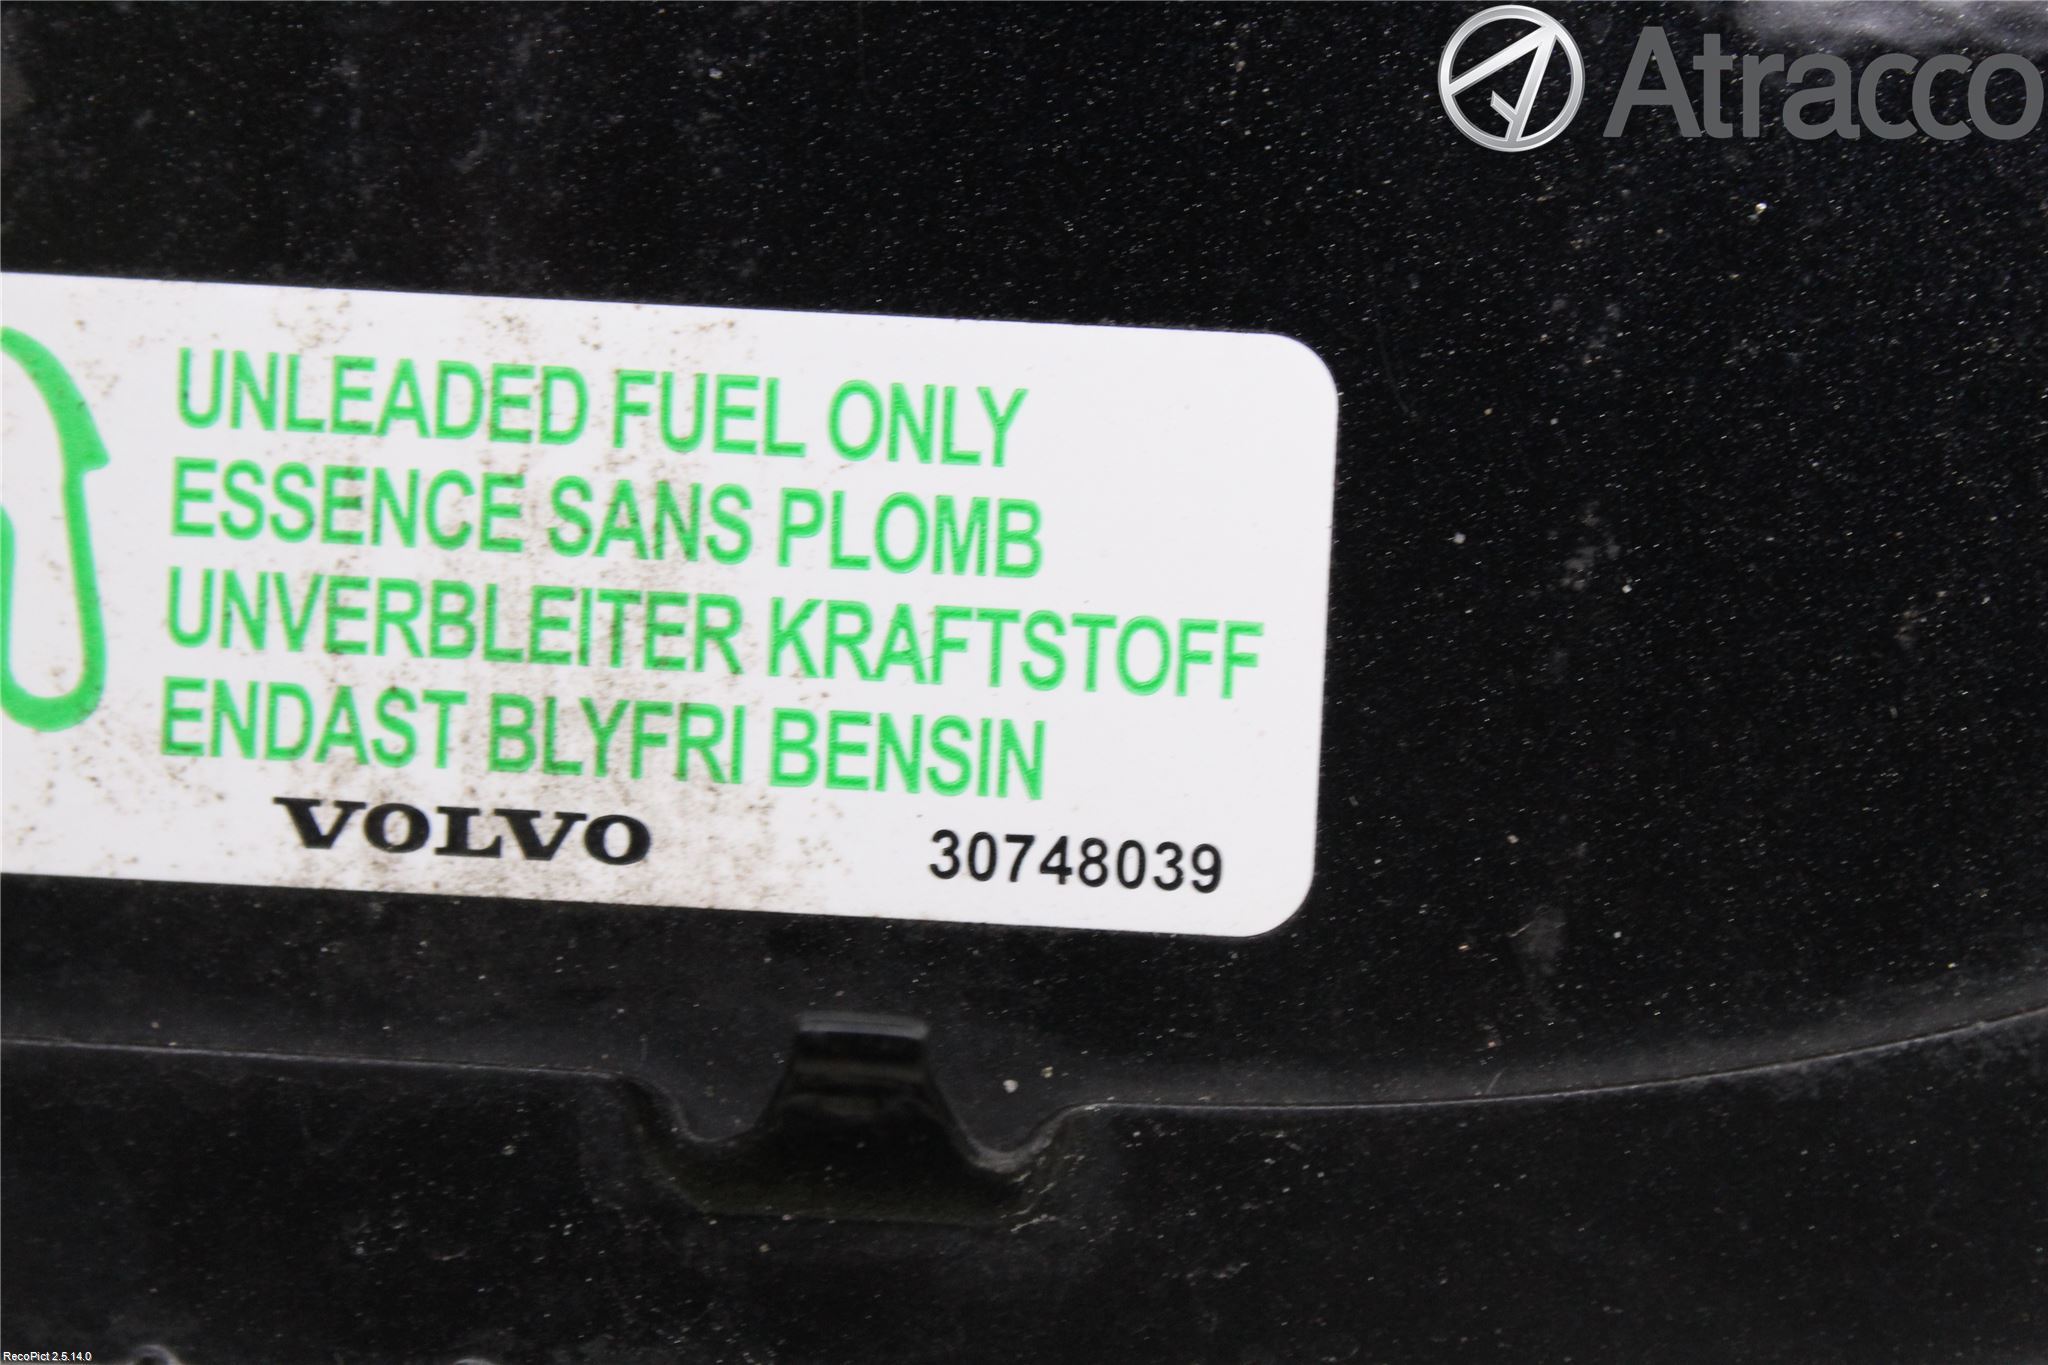 Atracco
UNLEADED FUEL ONLY
ESSENCE SANS PLOMB
UNVERBLEITER KRAFTSTOFF
ENDAST BLYFRI BENSIN
VOLVO 30748039
RecoPict 2.5.14.0